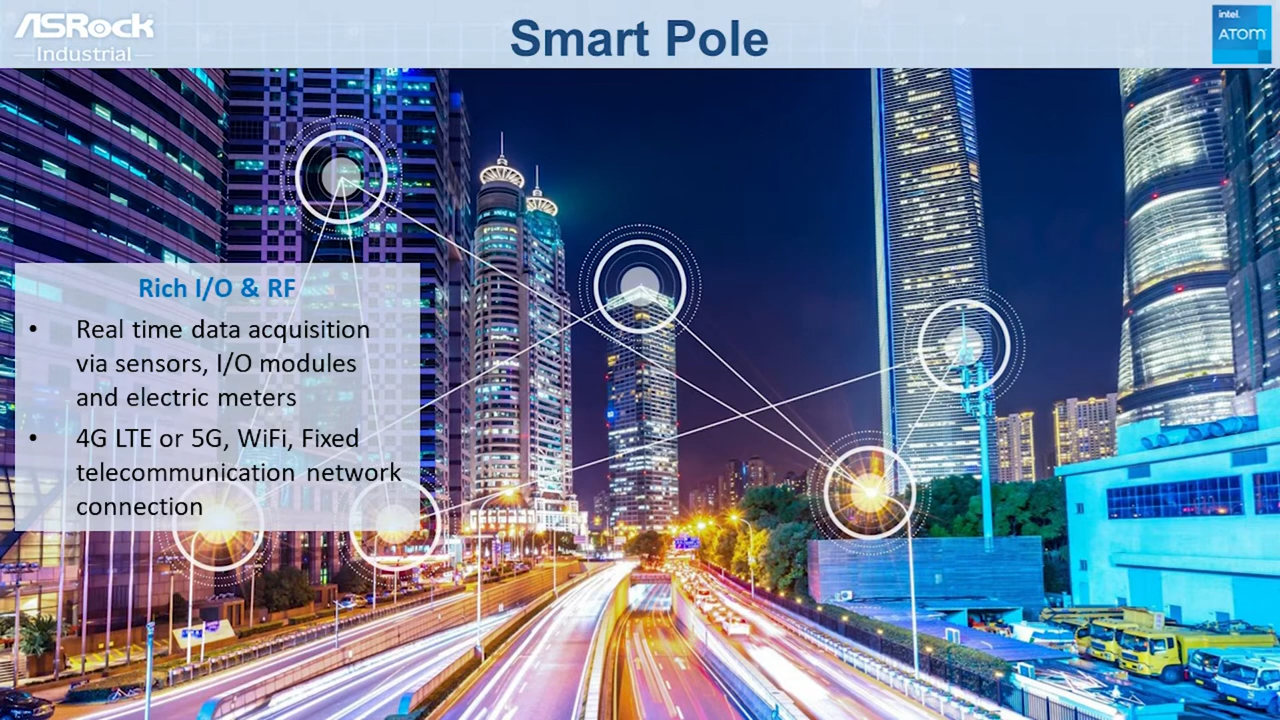 ASRock
Industrial
Smart Pole
intel.
ATOM
Rich I/O & RF
• Real time data acquisition
via sensors, I/O modules
and electric meters
• 4G LTE or 5G, WiFi, Fixed
telecommunication network
connection